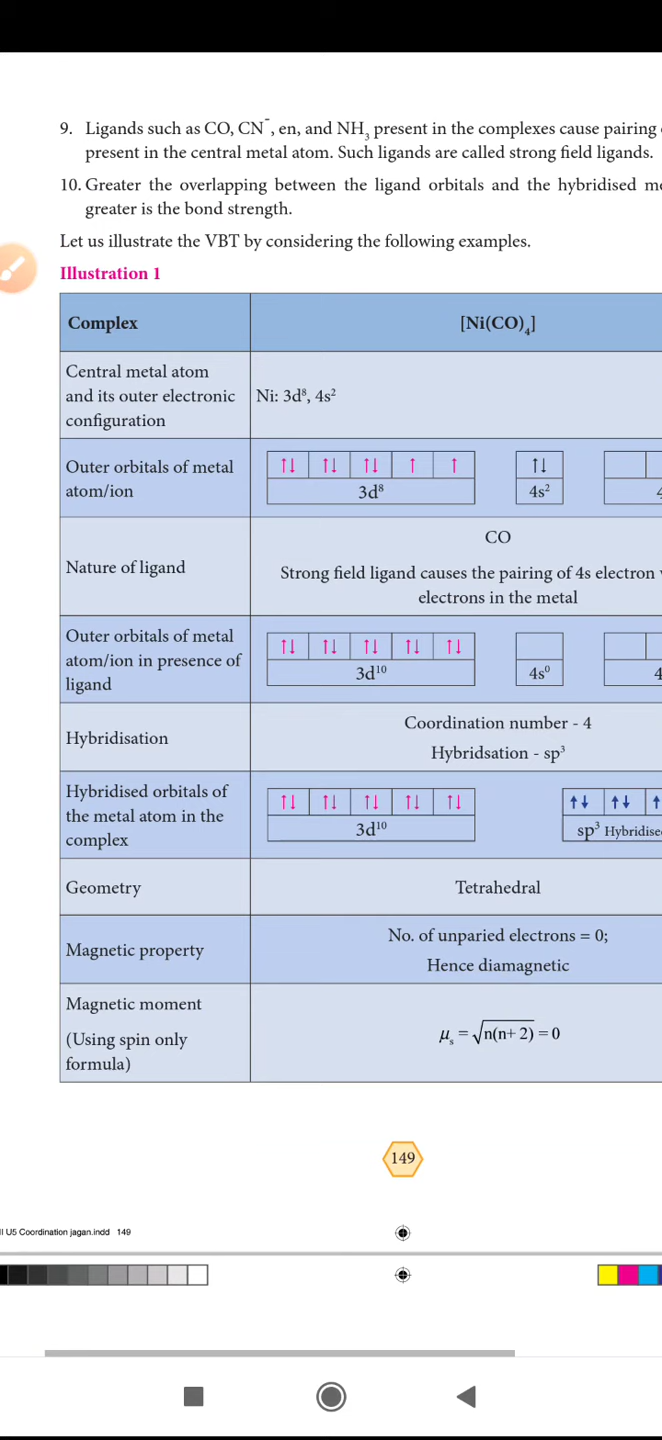 9. Ligands such as CO, CN⁻, en, and NH₃ present in the complexes cause pairing
present in the central metal atom. Such ligands are called strong field ligands.
10. Greater the overlapping between the ligand orbitals and the hybridised
greater is the bond strength.
Let us illustrate the VBT by considering the following examples.
Illustration 1
Complex [Ni(CO)₄]
Central metal atom
and its outer electronic
configuration
Ni: 3d⁸, 4s²
Outer orbitals of metal
atom/ion
↑↓ ↑↓ ↑↓ ↑ ↑ ↑↓
3d⁸ 4s² 4
Nature of ligand
CO
Strong field ligand causes the pairing of 4s electron
electrons in the metal
Outer orbitals of metal
atom/ion in presence of
ligand
↑↓ ↑↓ ↑↓ ↑↓ ↑↓
3d¹⁰ 4s⁰ 4
Hybridisation
Coordination number - 4
Hybridsation - sp³
Hybridised orbitals of
the metal atom in the
complex
↑↓ ↑↓ ↑↓ ↑↓ ↑↓ ↑↓ ↑↓ ↑
3d¹⁰ sp³ Hybridise
Geometry Tetrahedral
Magnetic property
No. of unparied electrons = 0;
Hence diamagnetic
Magnetic moment
(Using spin only
formula)
μₛ = √n(n+ 2) = 0
149
II U5 Coordination jagan.indd 149